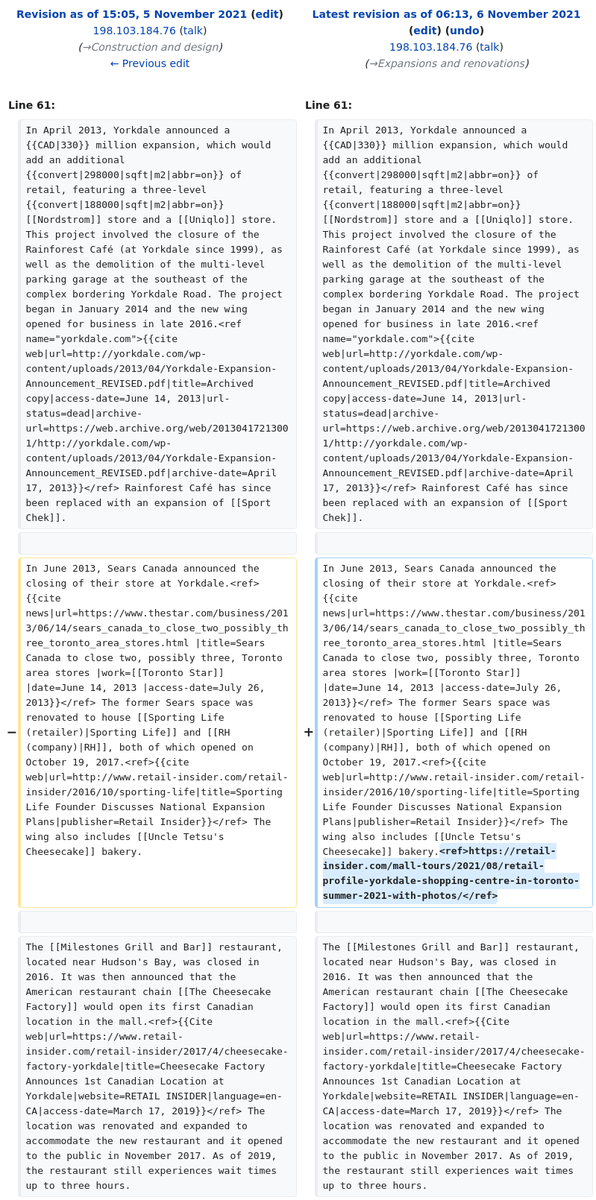 Revision as of 15:05, 5 November 2021 (edit)
198.103.184.76 (talk)
(→Construction and design)
← Previous edit
Latest revision as of 06:13, 6 November 2021
(edit) (undo)
198.103.184.76 (talk)
(→Expansions and renovations)
Line 61:
In April 2013, Yorkdale announced a
{{CAD|330}} million expansion, which would
add an additional
{{convert|298000|sqft|m2|abbr=on}} of
retail, featuring a three-level
{{convert|188000|sqft|m2|abbr=on}}
[[Nordstrom]] store and a [[Uniqlo]] store.
This project involved the closure of the
Rainforest Café (at Yorkdale since 1999), as
well as the demolition of the multi-level
parking garage at the southeast of the
complex bordering Yorkdale Road. The project
began in January 2014 and the new wing
opened for business in late 2016.<ref
name="yorkdale.com">{{cite
web|url=http://yorkdale.com/wp-
content/uploads/2013/04/Yorkdale-Expansion-
Announcement_REVISED.pdf|title=Archived
copy|access-date=June 14, 2013|url-
status=dead|archive-
url=https://web.archive.org/web/2013041721300
1/http://yorkdale.com/wp-
content/uploads/2013/04/Yorkdale-Expansion-
Announcement_REVISED.pdf|archive-date=April
17, 2013}}</ref> Rainforest Café has since
been replaced with an expansion of [[Sport
Chek]].
−
In June 2013, Sears Canada announced the
closing of their store at Yorkdale.<ref>
{{cite
news|url=https://www.thestar.com/business/201
3/06/14/sears_canada_to_close_two_possibly_th
ree_toronto_area_stores.html |title=Sears
Canada to close two, possibly three, Toronto
area stores |work=[[Toronto Star]]
|date=June 14, 2013 |access-date=July 26,
2013}}</ref> The former Sears space was
renovated to house [[Sporting Life
(retailer)|Sporting Life]] and [[RH
(company)|RH]], both of which opened on
October 19, 2017.<ref>{{cite
web|url=http://www.retail-insider.com/retail-
insider/2016/10/sporting-life|title=Sporting
Life Founder Discusses National Expansion
Plans|publisher=Retail Insider}}</ref> The
wing also includes [[Uncle Tetsu's
Cheesecake]] bakery.
The [[Milestones Grill and Bar]] restaurant,
located near Hudson's Bay, was closed in
2016. It was then announced that the
American restaurant chain [[The Cheesecake
Factory]] would open its first Canadian
location in the mall.<ref>{{Cite
web|url=https://www.retail-
insider.com/retail-insider/2017/4/cheesecake-
factory-yorkdale|title=Cheesecake Factory
Announces 1st Canadian Location at
Yorkdale|website=RETAIL INSIDER|language=en-
CA|access-date=March 17, 2019}}</ref> The
location was renovated and expanded to
accommodate the new restaurant and it opened
to the public in November 2017. As of 2019,
the restaurant still experiences wait times
up to three hours.
Line 61:
In April 2013, Yorkdale announced a
{{CAD|330}} million expansion, which would
add an additional
{{convert|298000|sqft|m2|abbr=on}} of
retail, featuring a three-level
{{convert|188000|sqft|m2|abbr=on}}
[[Nordstrom]] store and a [[Uniqlo]] store.
This project involved the closure of the
Rainforest Café (at Yorkdale since 1999), as
well as the demolition of the multi-level
parking garage at the southeast of the
complex bordering Yorkdale Road. The project
began in January 2014 and the new wing
opened for business in late 2016.<ref
name="yorkdale.com">{{cite
web|url=http://yorkdale.com/wp-
content/uploads/2013/04/Yorkdale-Expansion-
Announcement_REVISED.pdf|title=Archived
copy|access-date=June 14, 2013|url-
status=dead|archive-
url=https://web.archive.org/web/2013041721300
1/http://yorkdale.com/wp-
content/uploads/2013/04/Yorkdale-Expansion-
Announcement_REVISED.pdf|archive-date=April
17, 2013}}</ref> Rainforest Café has since
been replaced with an expansion of [[Sport
Chek]].
+
In June 2013, Sears Canada announced the
closing of their store at Yorkdale.<ref>
{{cite
news|url=https://www.thestar.com/business/201
3/06/14/sears_canada_to_close_two_possibly_th
ree_toronto_area_stores.html |title=Sears
Canada to close two, possibly three, Toronto
area stores |work=[[Toronto Star]]
|date=June 14, 2013 |access-date=July 26,
2013}}</ref> The former Sears space was
renovated to house [[Sporting Life
(retailer)|Sporting Life]] and [[RH
(company)|RH]], both of which opened on
October 19, 2017.<ref>{{cite
web|url=http://www.retail-insider.com/retail-
insider/2016/10/sporting-life|title=Sporting
Life Founder Discusses National Expansion
Plans|publisher=Retail Insider}}</ref> The
wing also includes [[Uncle Tetsu's
Cheesecake]] bakery.<ref>https://retail-
insider.com/mall-tours/2021/08/retail-
profile-yorkdale-shopping-centre-in-toronto-
summer-2021-with-photos/</ref>
The [[Milestones Grill and Bar]] restaurant,
located near Hudson's Bay, was closed in
2016. It was then announced that the
American restaurant chain [[The Cheesecake
Factory]] would open its first Canadian
location in the mall.<ref>{{Cite
web|url=https://www.retail-
insider.com/retail-insider/2017/4/cheesecake-
factory-yorkdale|title=Cheesecake Factory
Announces 1st Canadian Location at
Yorkdale|website=RETAIL INSIDER|language=en-
CA|access-date=March 17, 2019}}</ref> The
location was renovated and expanded to
accommodate the new restaurant and it opened
to the public in November 2017. As of 2019,
the restaurant still experiences wait times
up to three hours.